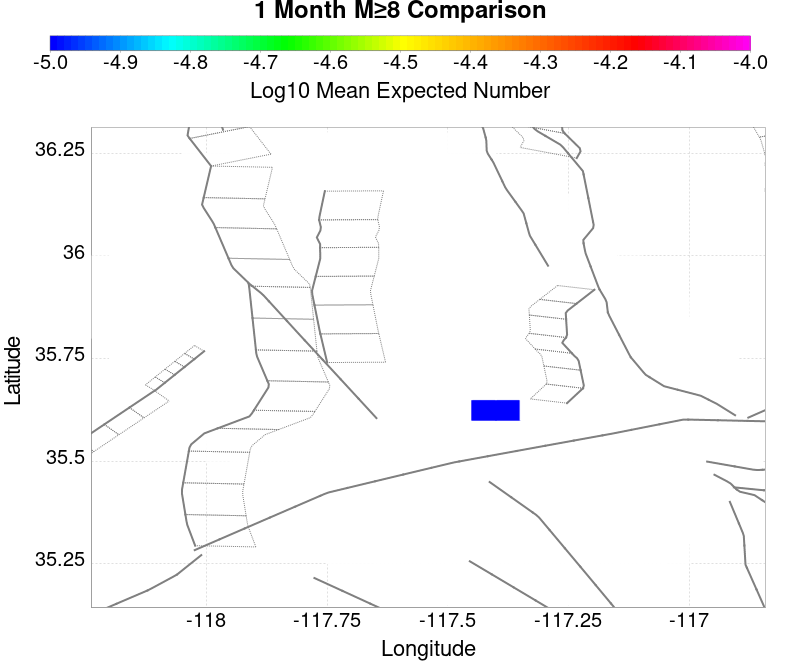 1 Month M≥8 Comparison
-5.0 -4.9 -4.8 -4.7 -4.6 -4.5 -4.4 -4.3 -4.2 -4.1 -4.0
Log10 Mean Expected Number
36.25
36
35.75
35.5
35.25
Latitude
-118 -117.75 -117.5 -117.25 -117
Longitude